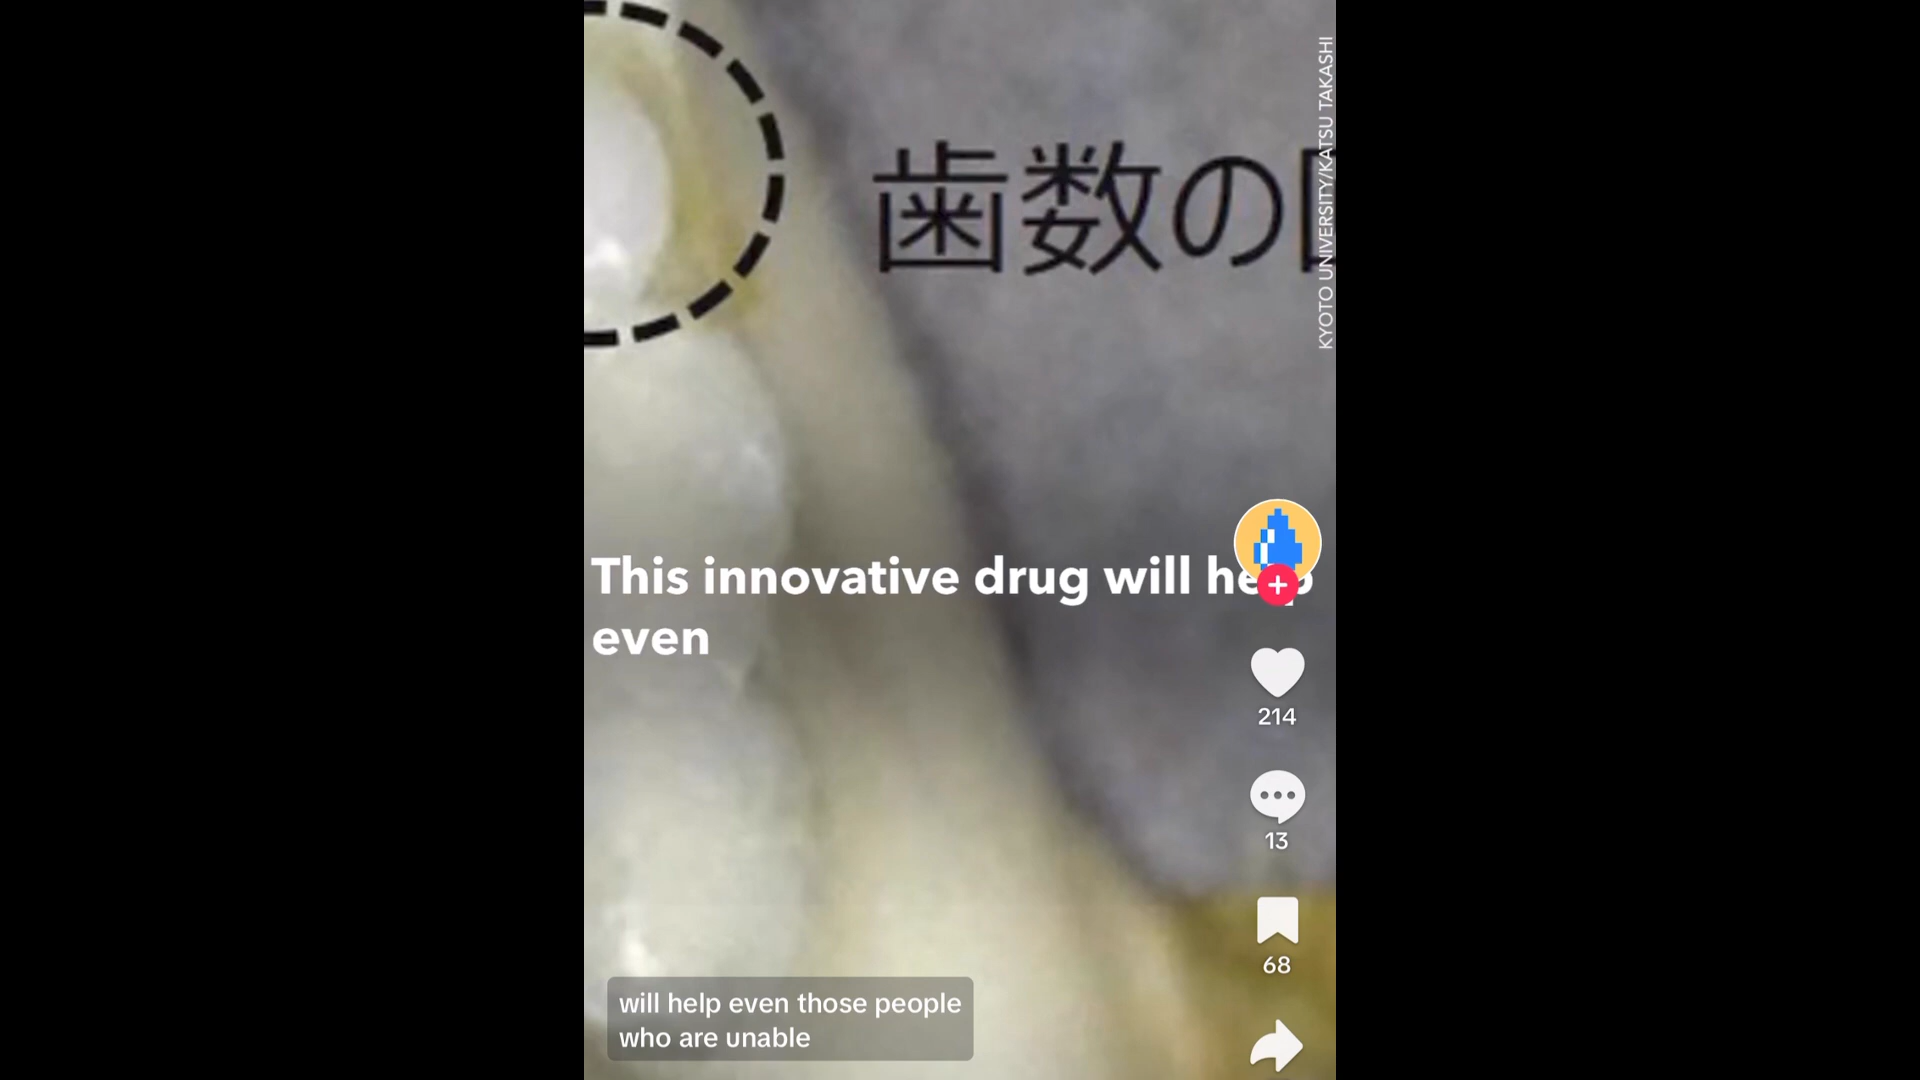 KYOTO UNIVERSITY/KATSU TAKASHI
歯数の
This innovative drug will help
even
214
13
68
will help even those people
who are unable